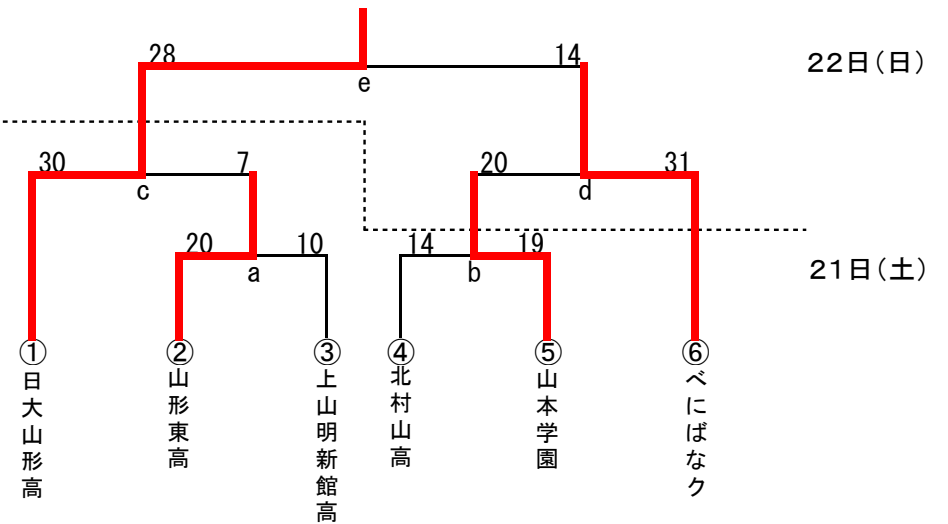 28
14
e
22日(日)
30
7
20
31
c
d
20
10
14
19
a
b
21日(土)
①
②
③
④
⑤
⑥
日大山形高
山形東高
上山明新館高
北村山高
山本学園
べにばなク